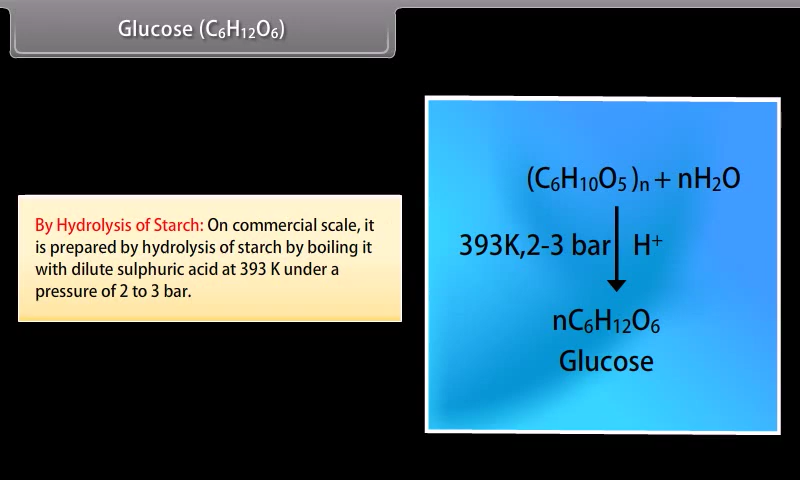 Glucose (C₆H₁₂O₆)
By Hydrolysis of Starch: On commercial scale, it
is prepared by hydrolysis of starch by boiling it
with dilute sulphuric acid at 393 K under a
pressure of 2 to 3 bar.
(C₆H₁₀O₅)ₙ + nH₂O
393K,2-3 bar H⁺
nC₆H₁₂O₆
Glucose